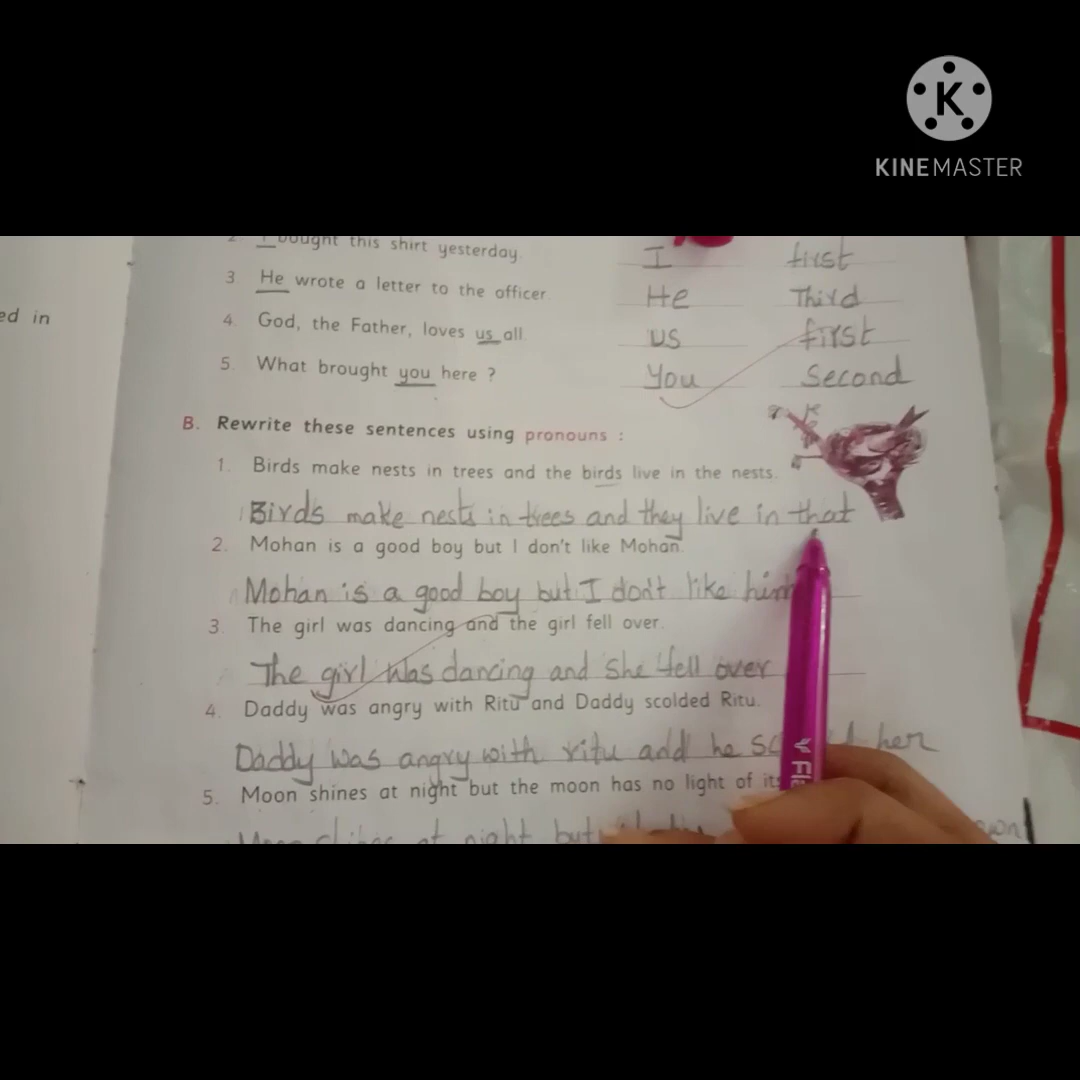 K
KINEMASTER
2. I bought this shirt yesterday. I first
ed in
3. He wrote a letter to the officer He Third
4. God, the Father, loves us all us first
5. What brought you here ? You Second
B. Rewrite these sentences using pronouns :
1. Birds make nests in trees and the birds live in the nests.
Birds make nests in trees and they live in that
2. Mohan is a good boy but I don't like Mohan.
Mohan is a good boy but I don't like him
3. The girl was dancing and the girl fell over.
The girl was dancing and she fell over
4. Daddy was angry with Ritu and Daddy scolded Ritu.
Daddy was angry with ritu and he her
5. Moon shines at night but the moon has no light of
Moon at night but own